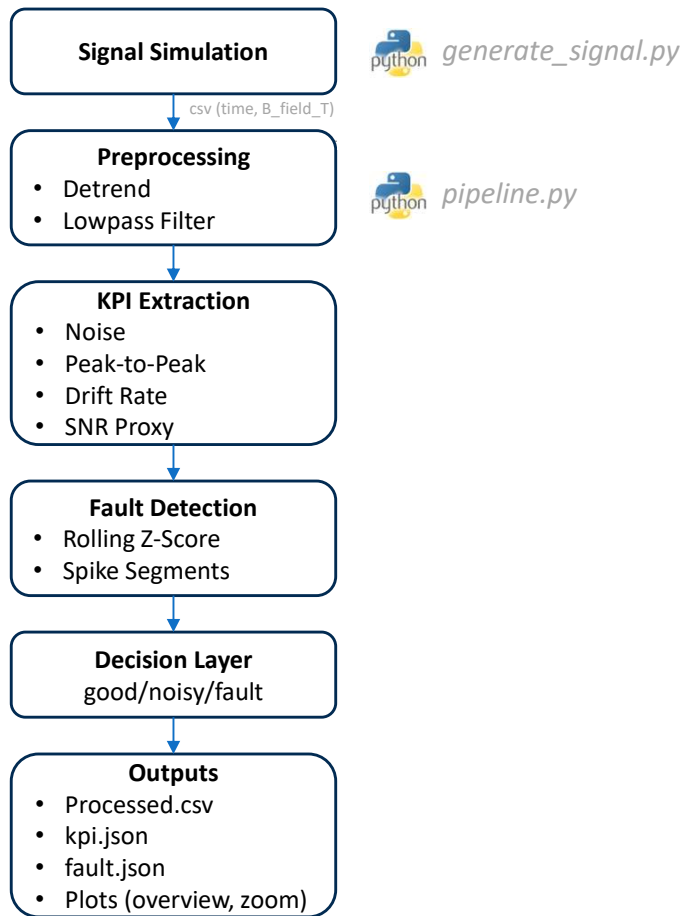 Signal Simulation
python generate_signal.py
csv (time, B_field_T)
Preprocessing
• Detrend
• Lowpass Filter
python pipeline.py
KPI Extraction
• Noise
• Peak-to-Peak
• Drift Rate
• SNR Proxy
Fault Detection
• Rolling Z-Score
• Spike Segments
Decision Layer
good/noisy/fault
Outputs
• Processed.csv
• kpi.json
• fault.json
• Plots (overview, zoom)